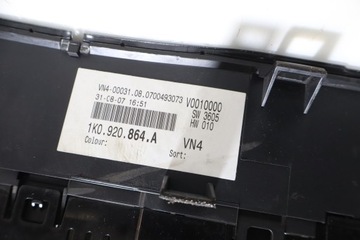 VN4-00031.08.0700493073
31-08-07 16:51
V0010000
SW 3605
HW 010
1K0.920.864.A
VN4
Colour:
Sort: